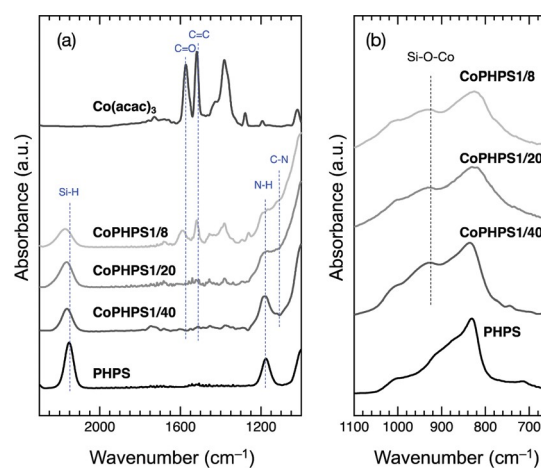 (a)
C=C
C=O
Co(acac)3
C-N
Si-H
N-H
CoPHPS1/8
CoPHPS1/20
CoPHPS1/40
PHPS
Absorbance (a.u.)
2000 1600 1200
Wavenumber (cm–1)
(b)
Si-O-Co
CoPHPS1/8
CoPHPS1/20
CoPHPS1/40
PHPS
Absorbance (a.u.)
1100 1000 900 800 700
Wavenumber (cm–1)